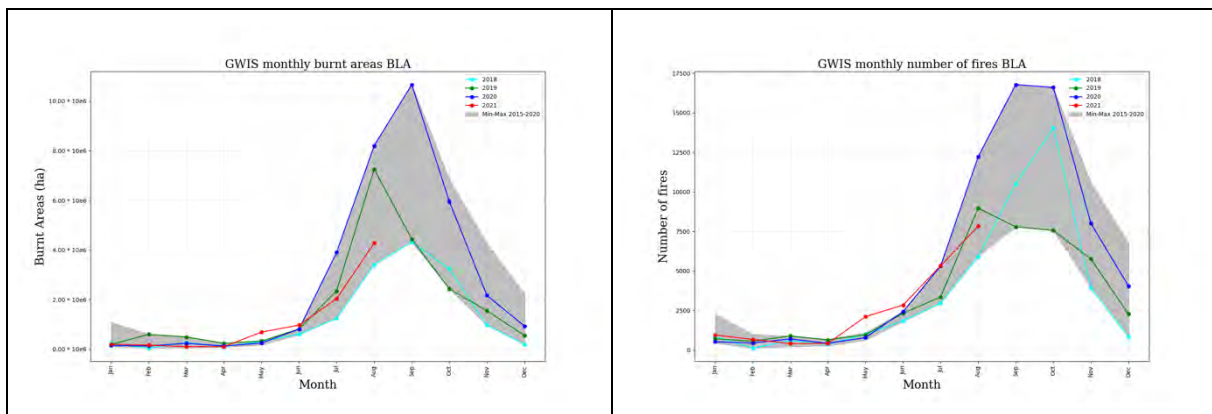 GWIS monthly burnt areas BLA
2018
2019
2020
2021
Min-Max 2015-2020
10.00 * 10e6
8.00 * 10e6
6.00 * 10e6
4.00 * 10e6
2.00 * 10e6
0.00 * 10e6
Burnt Areas (ha)
Jan
Feb
Mar
Apr
May
Jun
Jul
Aug
Sep
Oct
Nov
Dec
Month
GWIS monthly number of fires BLA
2018
2019
2020
2021
Min-Max 2015-2020
17500
15000
12500
10000
7500
5000
2500
0
Number of fires
Jan
Feb
Mar
Apr
May
Jun
Jul
Aug
Sep
Oct
Nov
Dec
Month